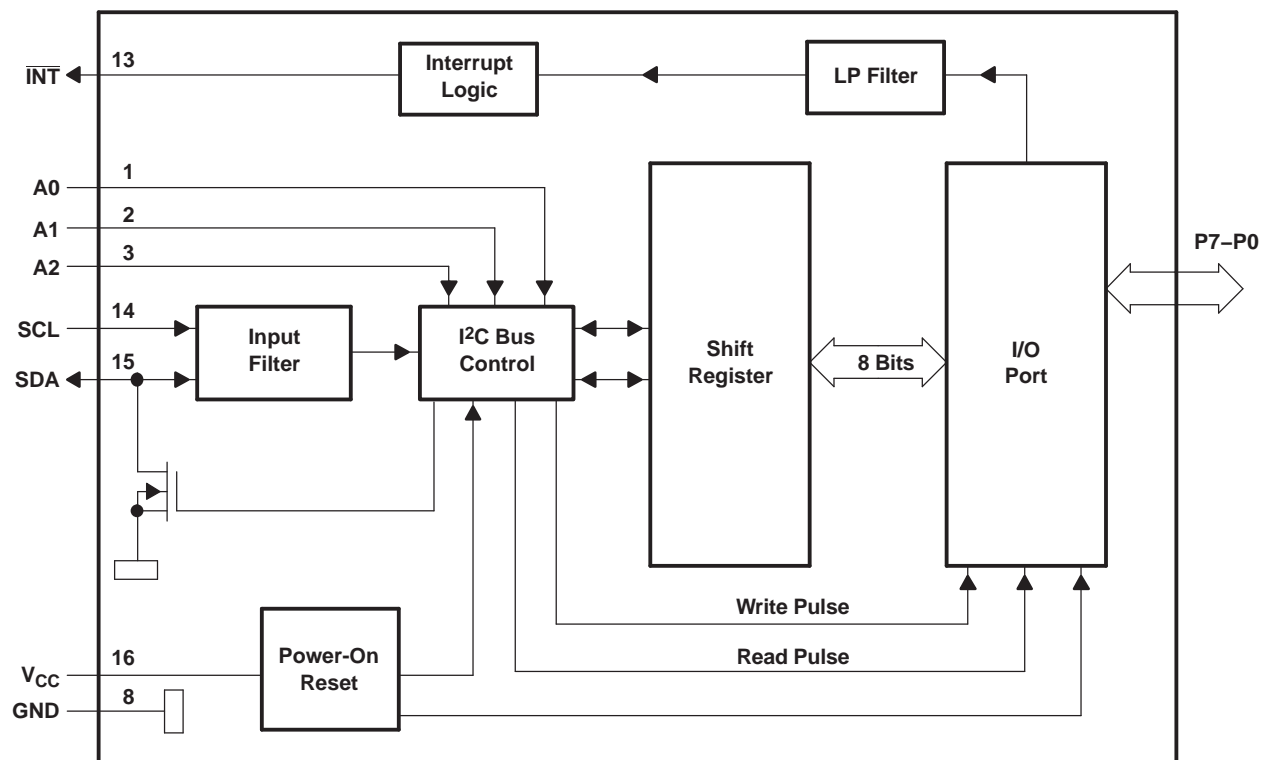 INT
13
Interrupt
Logic
LP Filter
A0
1
A1
2
A2
3
SCL
14
SDA
15
Input
Filter
I²C Bus
Control
Shift
Register
8 Bits
I/O
Port
P7–P0
Write Pulse
Read Pulse
Power-On
Reset
VCC
16
GND
8